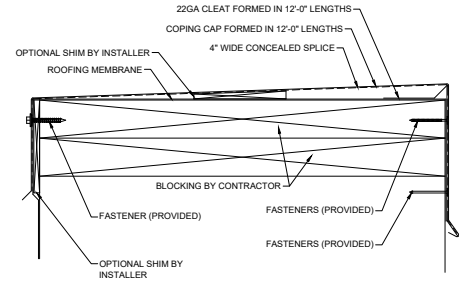 22GA CLEAT FORMED IN 12'-0" LENGTHS
COPING CAP FORMED IN 12'-0" LENGTHS
OPTIONAL SHIM BY INSTALLER
4" WIDE CONCEALED SPLICE
ROOFING MEMBRANE
BLOCKING BY CONTRACTOR
FASTENER (PROVIDED)
FASTENERS (PROVIDED)
FASTENERS (PROVIDED)
OPTIONAL SHIM BY
INSTALLER